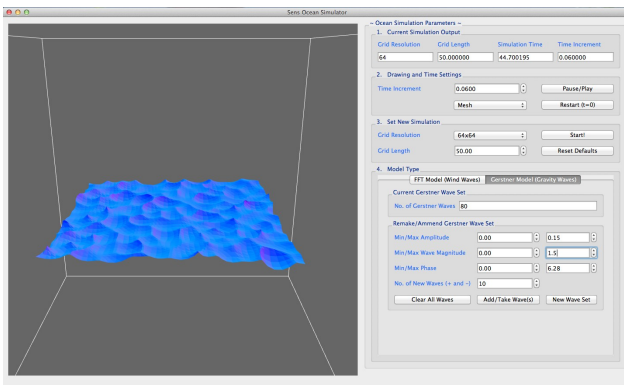 Sens Ocean Simulator
- Ocean Simulation Parameters -
1. Current Simulation Output
Grid Resolution Grid Length Simulation Time Time Increment
64 50.000000 44.700195 0.060000
2. Drawing and Time Settings
Time Increment 0.0600 Pause/Play
Mesh Restart (t=0)
3. Set New Simulation
Grid Resolution 64x64 Start!
Grid Length 50.00 Reset Defaults
4. Model Type
FFT Model (Wind Waves) Gerstner Model (Gravity Waves)
Current Gerstner Wave Set
No. of Gerstner Waves 80
Remake/Ammend Gerstner Wave Set
Min/Max Amplitude 0.00 0.15
Min/Max Wave Magnitude 0.00 1.5
Min/Max Phase 0.00 6.28
No. of New Waves (+ and -) 10
Clear All Waves Add/Take Wave(s) New Wave Set